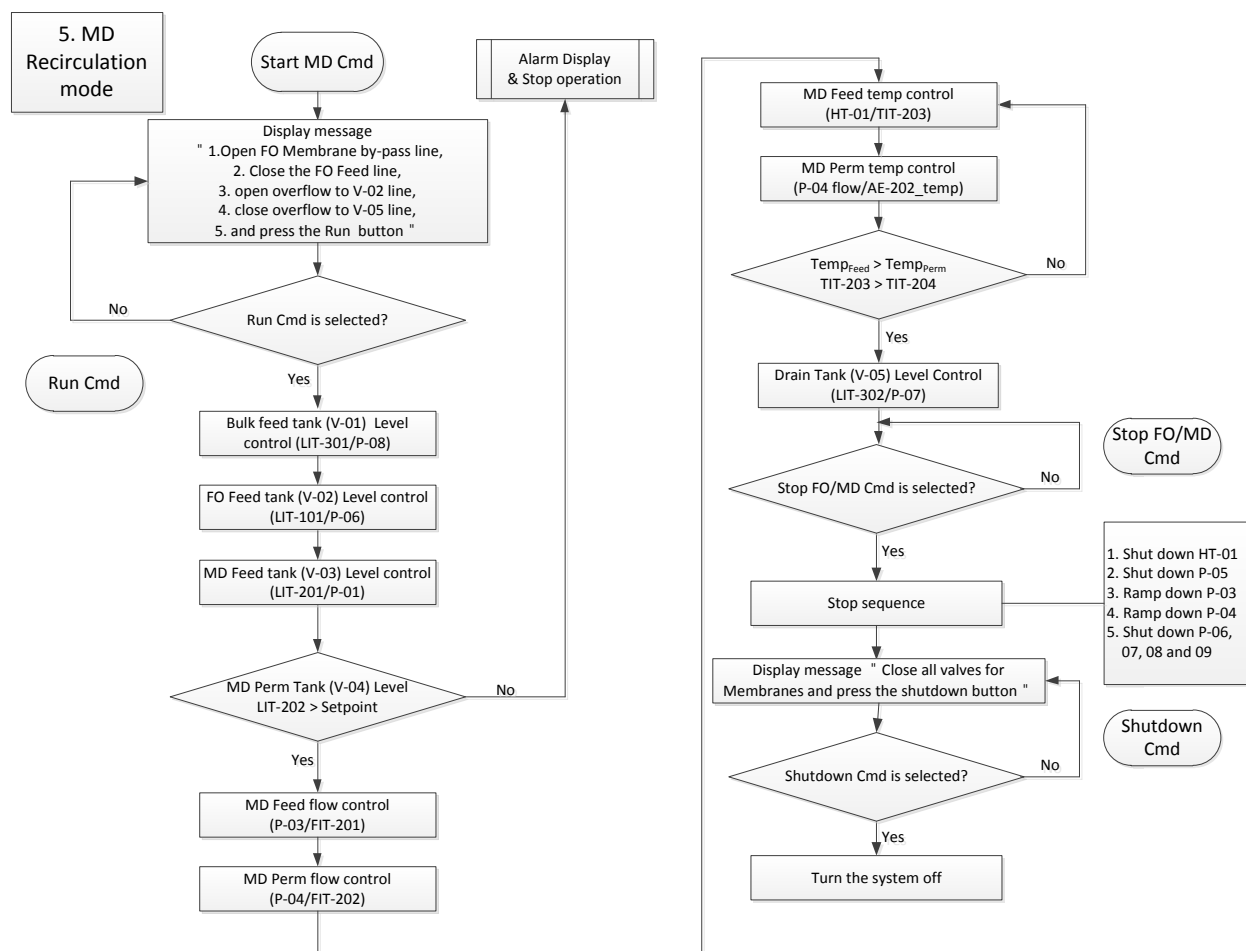 5. MD
Recirculation
mode
Start MD Cmd
Alarm Display
& Stop operation
Display message
" 1.Open FO Membrane by-pass line,
2. Close the FO Feed line,
3. open overflow to V-02 line,
4. close overflow to V-05 line,
5. and press the Run button "
No
Run Cmd is selected?
Run Cmd
Yes
Bulk feed tank (V-01) Level
control (LIT-301/P-08)
FO Feed tank (V-02) Level control
(LIT-101/P-06)
MD Feed tank (V-03) Level control
(LIT-201/P-01)
MD Perm Tank (V-04) Level
LIT-202 > Setpoint
No
Yes
MD Feed flow control
(P-03/FIT-201)
MD Perm flow control
(P-04/FIT-202)
MD Feed temp control
(HT-01/TIT-203)
MD Perm temp control
(P-04 flow/AE-202_temp)
Temp_Feed > Temp_Perm
TIT-203 > TIT-204
No
Yes
Drain Tank (V-05) Level Control
(LIT-302/P-07)
Stop FO/MD
Cmd
Stop FO/MD Cmd is selected?
No
Yes
Stop sequence
1. Shut down HT-01
2. Shut down P-05
3. Ramp down P-03
4. Ramp down P-04
5. Shut down P-06,
07, 08 and 09
Display message " Close all valves for
Membranes and press the shutdown button "
Shutdown
Cmd
Shutdown Cmd is selected?
No
Yes
Turn the system off